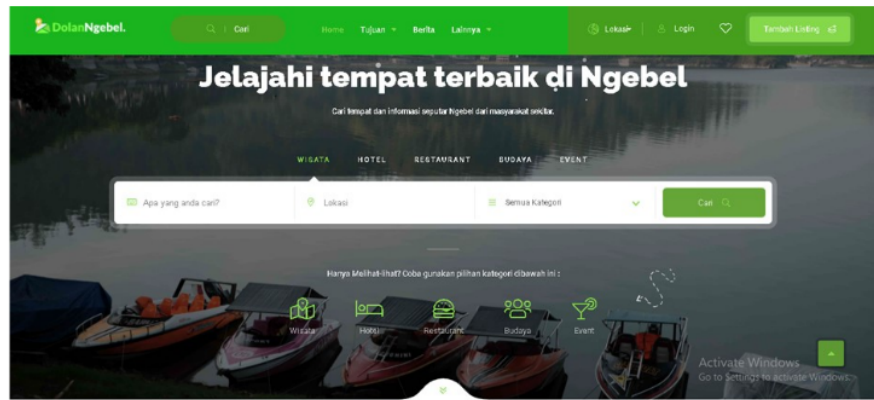 DolanNgebel.
Cari
Home Tujuan Berita Lainnya
Lokasi
Login
Tambah Listing
Jelajahi tempat terbaik di Ngebel
Cari tempat dan informasi seputar Ngebel dari masyarakat sekitar.
WISATA HOTEL RESTAURANT BUDAYA EVENT
Apa yang anda cari?
Lokasi
Semua Kategori
Cari
Hanya Melihat-lihat? Coba gunakan pilihan kategori dibawah ini :
Wisata Hotel Restaurant Budaya Event
Activate Windows
Go to Settings to activate Windows.